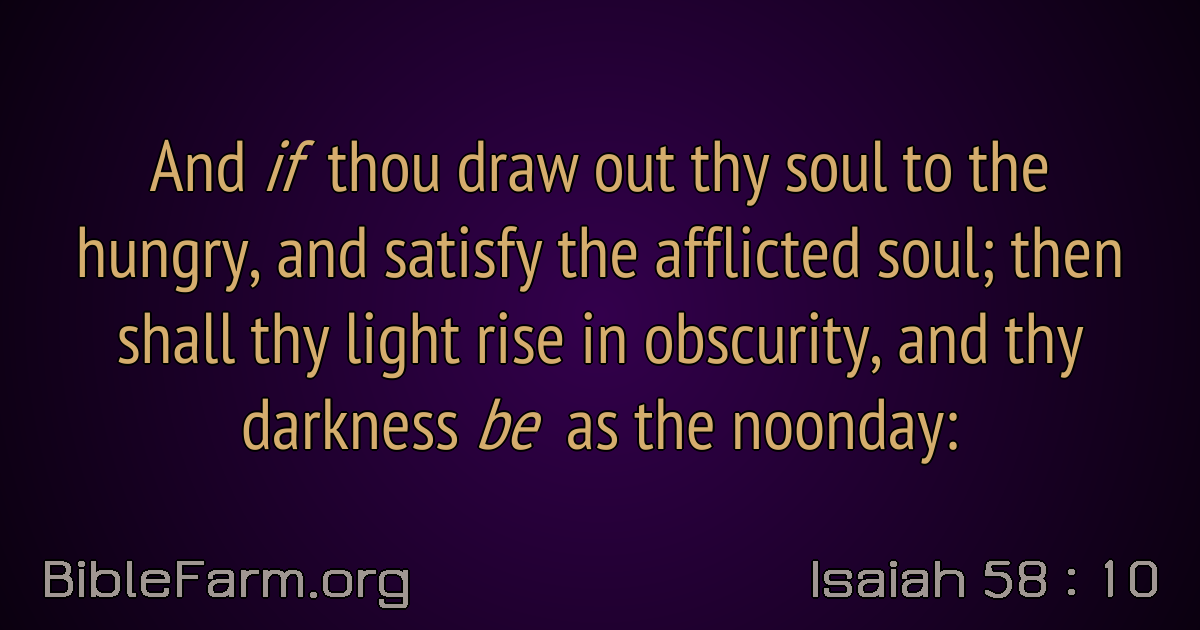 And if thou draw out thy soul to the
hungry, and satisfy the afflicted soul; then
shall thy light rise in obscurity, and thy
darkness be as the noonday:
BibleFarm.org
Isaiah 58 : 10